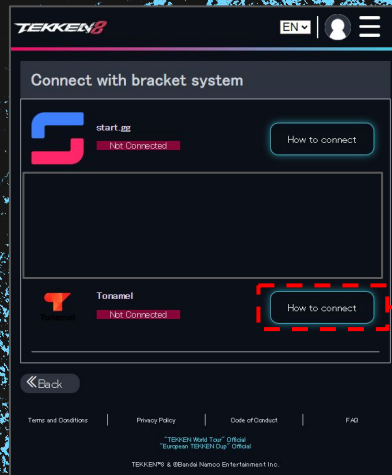 TEKKEN8
EN
Connect with bracket system
start.gg
Not Connected
How to connect
Tonamel
Not Connected
How to connect
Back
Terms and Conditions
Privacy Policy
Code of Conduct
FAQ
"TEKKEN World Tour" Official
"European TEKKEN Cup" Official
TEKKEN™8 & ©Bandai Namco Entertainment Inc.